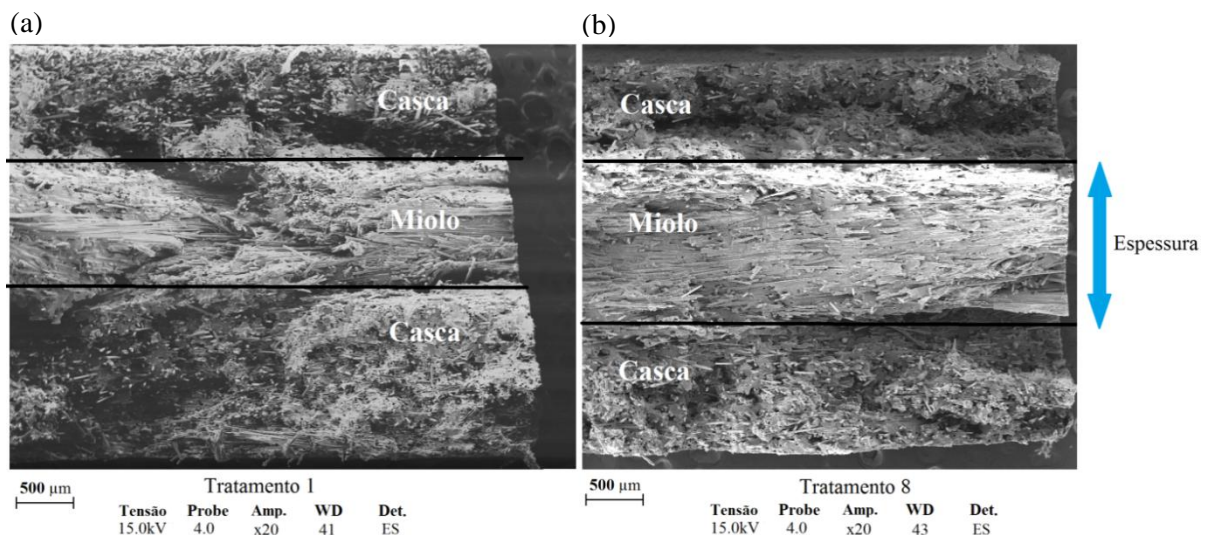 (a)
Casca
Miolo
Casca
500 µm
Tratamento 1
Tensão Probe Amp. WD Det.
15.0kV 4.0 x20 41 ES
(b)
Casca
Miolo
Casca
Espessura
500 µm
Tratamento 8
Tensão Probe Amp. WD Det.
15.0kV 4.0 x20 43 ES